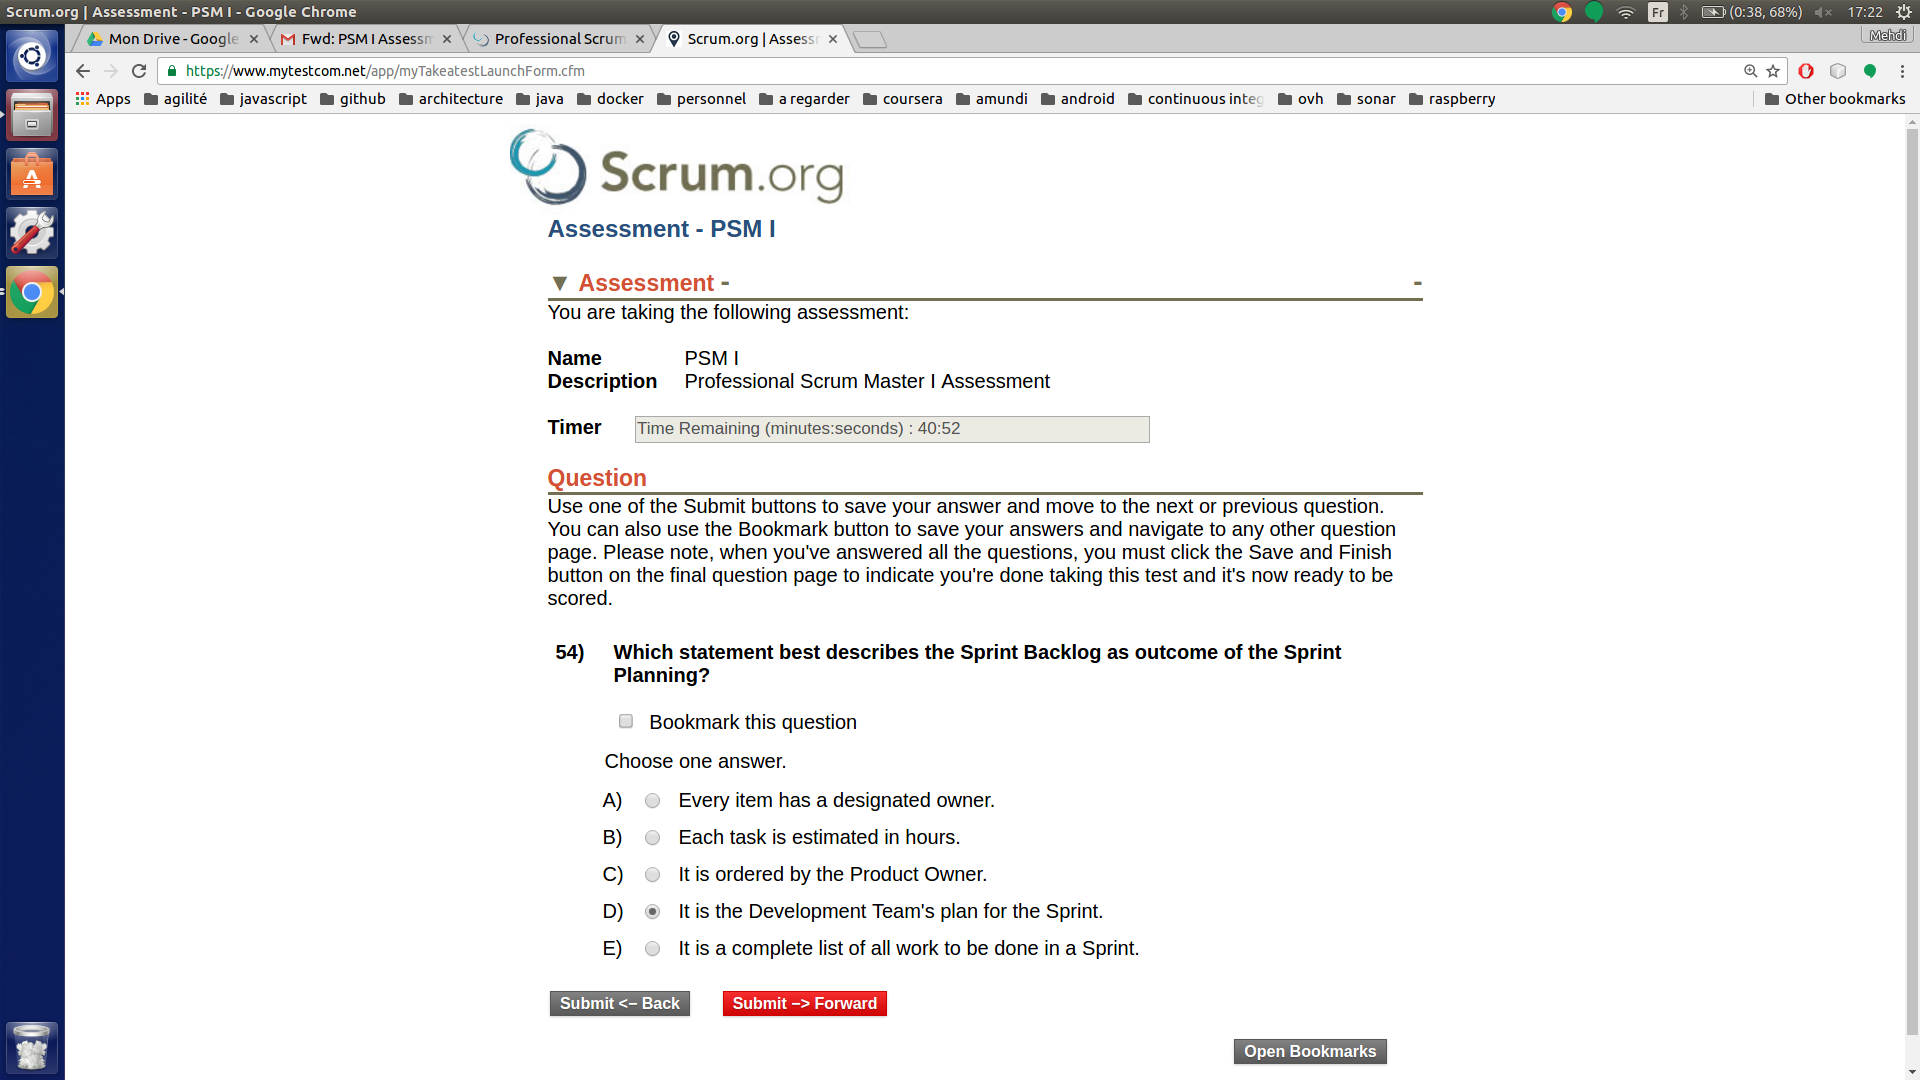 Scrum.org | Assessment - PSM I - Google Chrome
Fr
(0:38, 68%)
17:22
Mon Drive - Google
Fwd: PSM I Assessm
Professional Scrum
Scrum.org | Assess
Mehdi
https://www.mytestcom.net/app/myTakeatestLaunchForm.cfm
Apps agilité javascript github architecture java docker personnel a regarder coursera amundi android continuous integ ovh sonar raspberry Other bookmarks
Scrum.org
Assessment - PSM I
▼ Assessment - -
You are taking the following assessment:
Name PSM I
Description Professional Scrum Master I Assessment
Timer Time Remaining (minutes:seconds) : 40:52
Question
Use one of the Submit buttons to save your answer and move to the next or previous question.
You can also use the Bookmark button to save your answers and navigate to any other question
page. Please note, when you've answered all the questions, you must click the Save and Finish
button on the final question page to indicate you're done taking this test and it's now ready to be
scored.
54) Which statement best describes the Sprint Backlog as outcome of the Sprint
Planning?
Bookmark this question
Choose one answer.
A) Every item has a designated owner.
B) Each task is estimated in hours.
C) It is ordered by the Product Owner.
D) It is the Development Team's plan for the Sprint.
E) It is a complete list of all work to be done in a Sprint.
Submit <− Back Submit −> Forward
Open Bookmarks